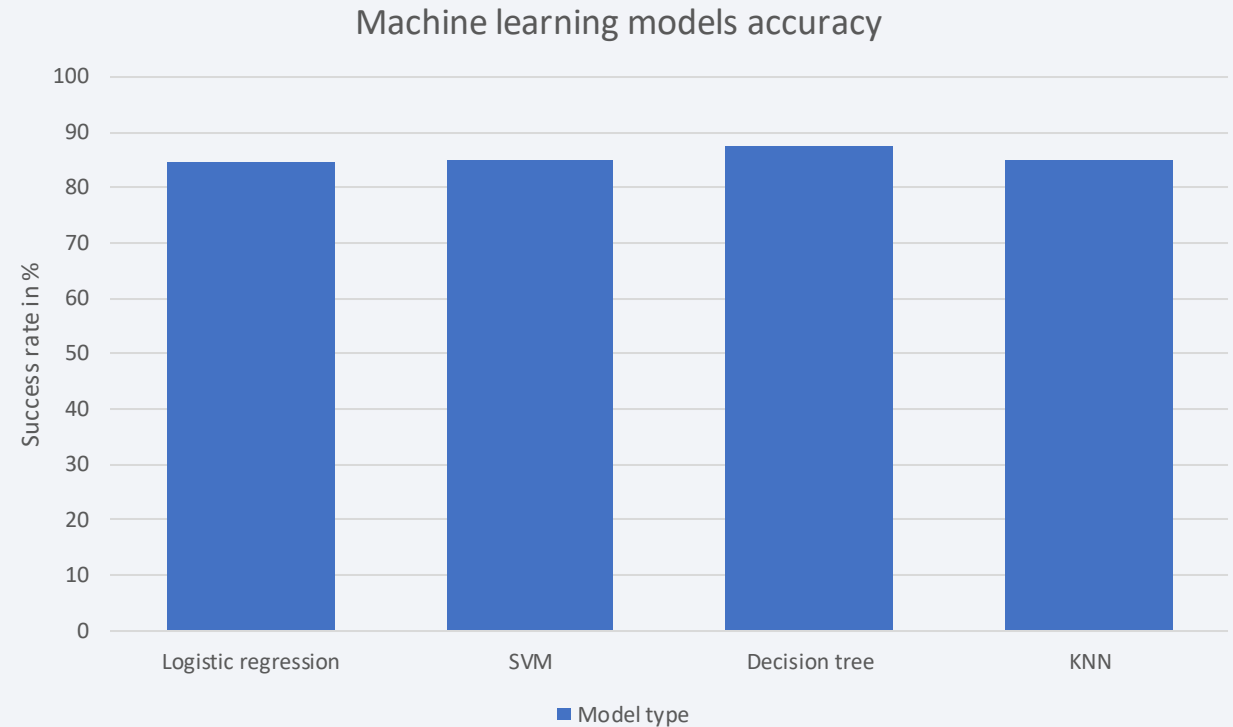 Machine learning models accuracy
100
90
80
70
60
50
40
30
20
10
0
Success rate in %
Logistic regression
SVM
Decision tree
KNN
Model type